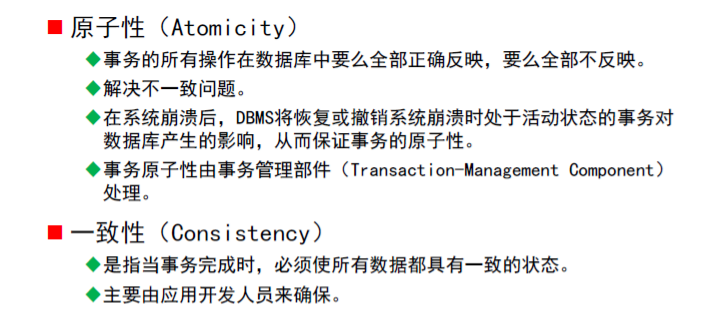 原子性（Atomicity）
事务的所有操作在数据库中要么全部正确反映，要么全部不反映。
解决不一致问题。
在系统崩溃后，DBMS将恢复或撤销系统崩溃时处于活动状态的事务对
数据库产生的影响，从而保证事务的原子性。
事务原子性由事务管理部件（Transaction-Management Component）
处理。
一致性（Consistency）
是指当事务完成时，必须使所有数据都具有一致的状态。
主要由应用开发人员来确保。